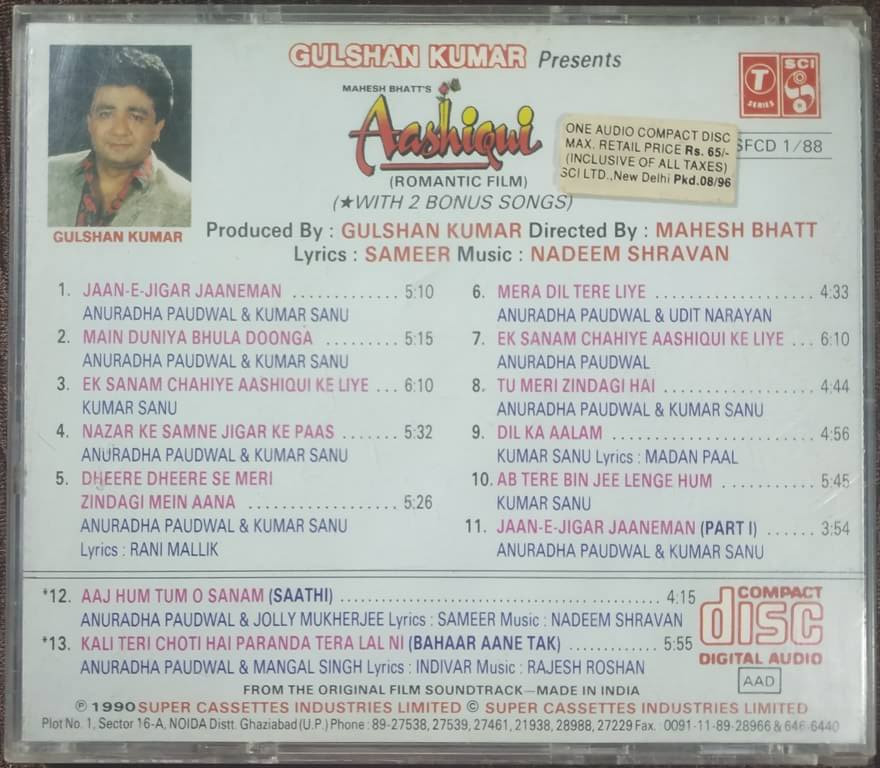 GULSHAN KUMAR Presents
T
SERIES
SCI
MAHESH BHATT'S
Aashiqui
(ROMANTIC FILM)
(★WITH 2 BONUS SONGS)
ONE AUDIO COMPACT DISC
MAX. RETAIL PRICE Rs. 65/-
(INCLUSIVE OF ALL TAXES)
SCI LTD.,New Delhi Pkd.08/96
SFCD 1/88
GULSHAN KUMAR
Produced By : GULSHAN KUMAR Directed By : MAHESH BHATT
Lyrics : SAMEER Music : NADEEM SHRAVAN
1. JAAN-E-JIGAR JAANEMAN ............. 5:10
ANURADHA PAUDWAL & KUMAR SANU
2. MAIN DUNIYA BHULA DOONGA ......... 5:15
ANURADHA PAUDWAL & KUMAR SANU
3. EK SANAM CHAHIYE AASHIQUI KE LIYE ... 6:10
KUMAR SANU
4. NAZAR KE SAMNE JIGAR KE PAAS ....... 5:32
ANURADHA PAUDWAL & KUMAR SANU
5. DHEERE DHEERE SE MERI
ZINDAGI MEIN AANA .................. 5:26
ANURADHA PAUDWAL & KUMAR SANU
Lyrics : RANI MALLIK
6. MERA DIL TERE LIYE ................... 4:33
ANURADHA PAUDWAL & UDIT NARAYAN
7. EK SANAM CHAHIYE AASHIQUI KE LIYE ... 6:10
ANURADHA PAUDWAL
8. TU MERI ZINDAGI HAI .................. 4:44
ANURADHA PAUDWAL & KUMAR SANU
9. DIL KA AALAM ........................ 4:56
KUMAR SANU Lyrics : MADAN PAAL
10. AB TERE BIN JEE LENGE HUM ........... 5:45
KUMAR SANU
11. JAAN-E-JIGAR JAANEMAN (PART I) ...... 3:54
ANURADHA PAUDWAL & KUMAR SANU
*12. AAJ HUM TUM O SANAM (SAATHI) ........................................ 4:15
ANURADHA PAUDWAL & JOLLY MUKHERJEE Lyrics : SAMEER Music : NADEEM SHRAVAN
*13. KALI TERI CHOTI HAI PARANDA TERA LAL NI (BAHAAR AANE TAK) ............... 5:55
ANURADHA PAUDWAL & MANGAL SINGH Lyrics : INDIVAR Music : RAJESH ROSHAN
COMPACT
disc
DIGITAL AUDIO
AAD
FROM THE ORIGINAL FILM SOUNDTRACK—MADE IN INDIA
℗ 1990 SUPER CASSETTES INDUSTRIES LIMITED © SUPER CASSETTES INDUSTRIES LIMITED
Plot No. 1, Sector 16-A, NOIDA Distt. Ghaziabad (U.P.) Phone : 89-27538, 27539, 27461, 21938, 28988, 27229 Fax. 0091-11-89-28966 & 646-6440